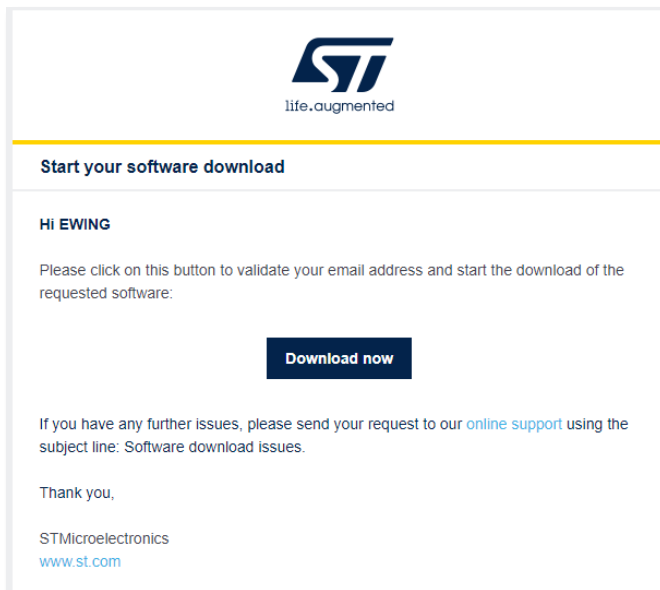 ST
life.augmented
Start your software download
Hi EWING
Please click on this button to validate your email address and start the download of the
requested software:
Download now
If you have any further issues, please send your request to our online support using the
subject line: Software download issues.
Thank you,
STMicroelectronics
www.st.com